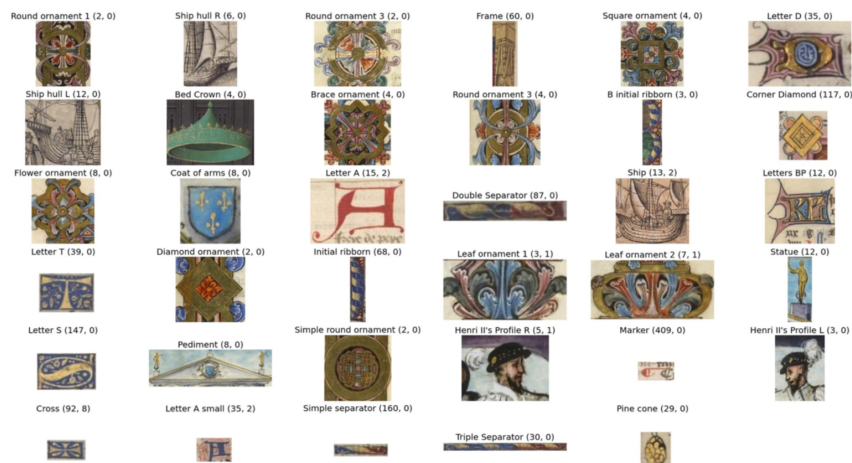 Round ornament 1 (2, 0)
Ship hull R (6, 0)
Round ornament 3 (2, 0)
Frame (60, 0)
Square ornament (4, 0)
Letter D (35, 0)
Ship hull L (12, 0)
Bed Crown (4, 0)
Brace ornament (4, 0)
Round ornament 3 (4, 0)
B initial ribborn (3, 0)
Corner Diamond (117, 0)
Flower ornament (8, 0)
Coat of arms (8, 0)
Letter A (15, 2)
Double Separator (87, 0)
Ship (13, 2)
Letters BP (12, 0)
A
BP
Letter T (39, 0)
Diamond ornament (2, 0)
Initial ribborn (68, 0)
Leaf ornament 1 (3, 1)
Leaf ornament 2 (7, 1)
Statue (12, 0)
T
Letter S (147, 0)
Pediment (8, 0)
Simple round ornament (2, 0)
Henri II's Profile R (5, 1)
Marker (409, 0)
Henri II's Profile L (3, 0)
S
Cross (92, 8)
Letter A small (35, 2)
Simple separator (160, 0)
Triple Separator (30, 0)
Pine cone (29, 0)
A